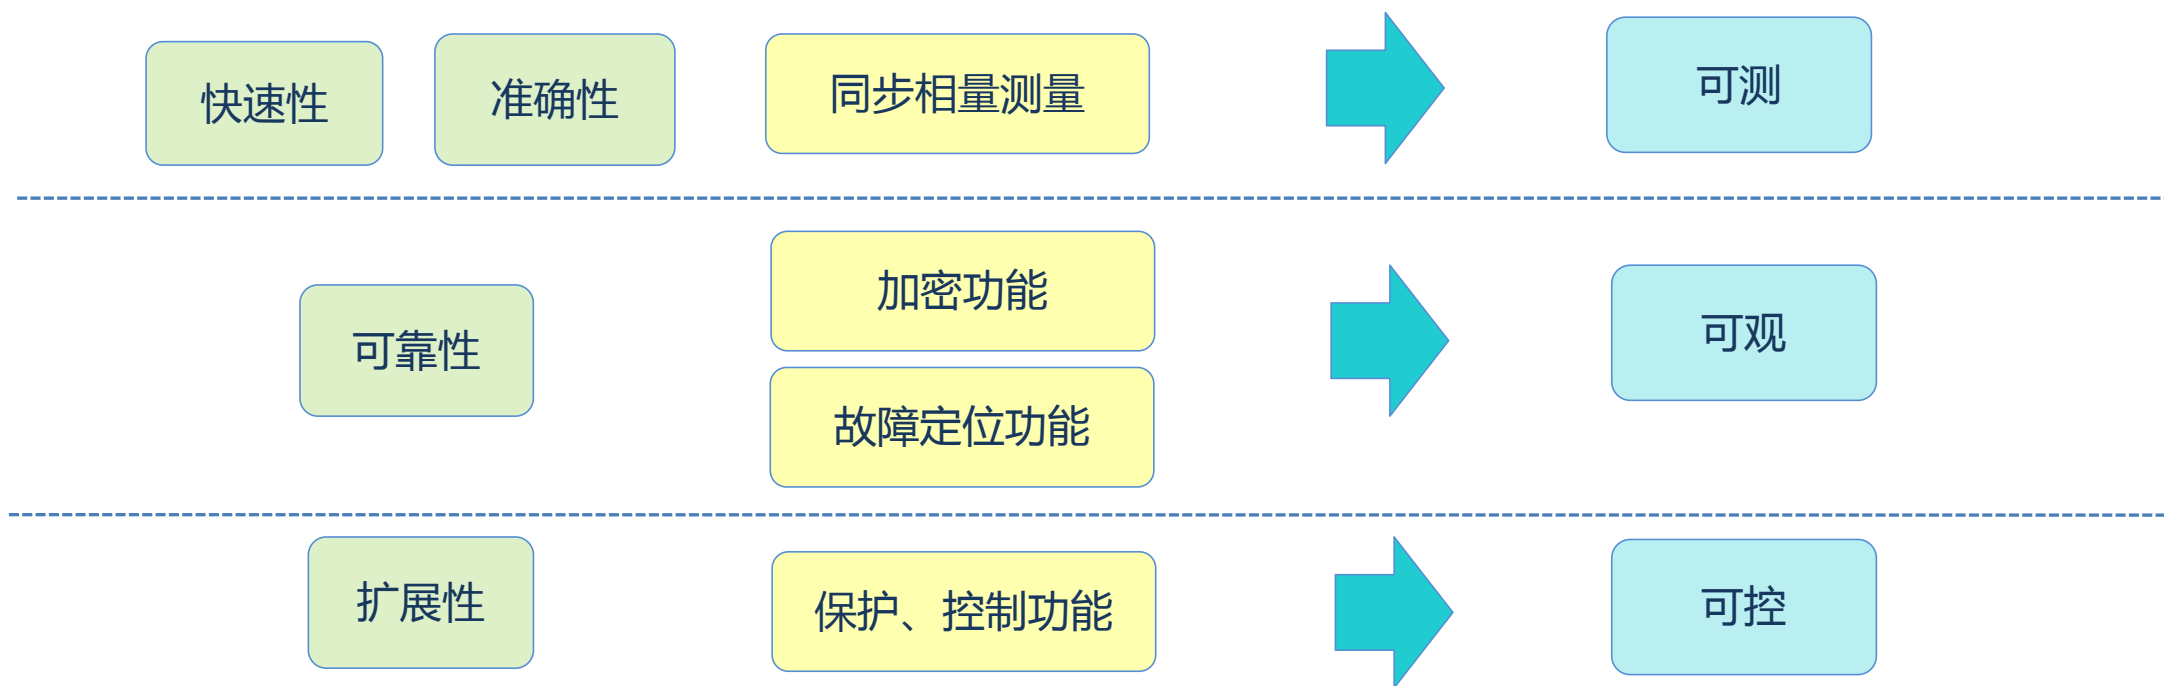 快速性
准确性
同步相量测量
可测
可靠性
加密功能
故障定位功能
可观
扩展性
保护、控制功能
可控